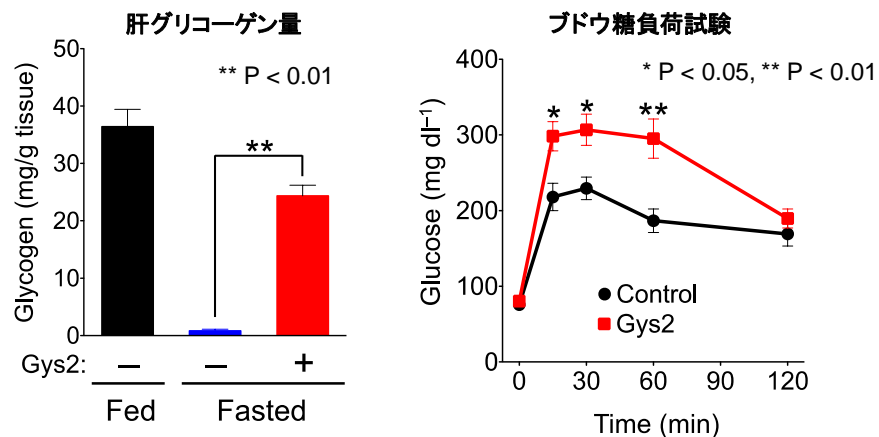 肝グリコーゲン量
** P < 0.01
Glycogen (mg/g tissue)
50
40
30
20
10
0
**
Gys2: − − +
Fed Fasted
ブドウ糖負荷試験
* P < 0.05, ** P < 0.01
Glucose (mg dl⁻¹)
400
300
200
100
0
* * **
Control
Gys2
0 30 60 90 120
Time (min)